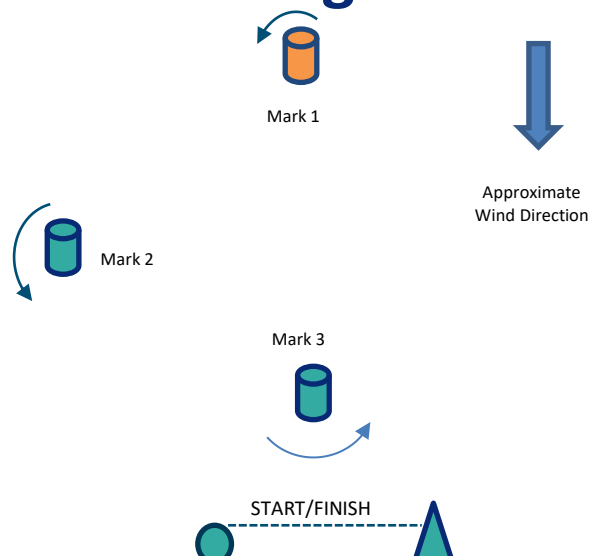 Mark 1
Approximate
Wind Direction
Mark 2
Mark 3
START/FINISH